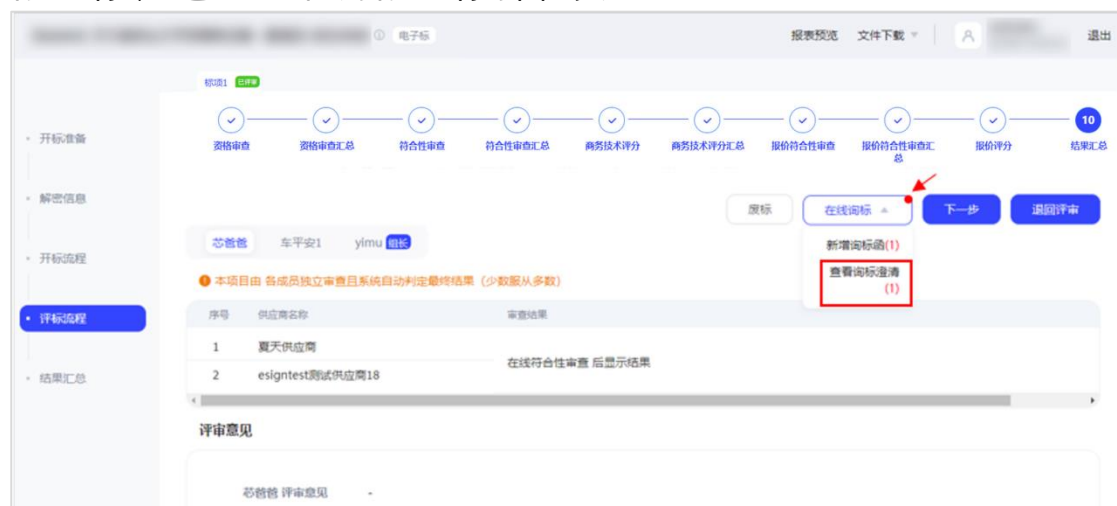 电子标
报表预览 文件下载 退出
标项1 已评审
开标准备
解密信息
开标流程
评标流程
结果汇总
资格审查 资格审查汇总 符合性审查 符合性审查汇总 商务技术评分 商务技术评分汇总 报价符合性审查 报价符合性审查汇总 报价评分 10 结果汇总
废标 在线询标 下一步 退回评审
新增询标函(1)
查看询标澄清
(1)
芯爸爸 车平安1 yimu 组长
本项目由 各成员独立审查且系统自动判定最终结果（少数服从多数）
序号 供应商名称 审查结果
1 夏天供应商
在线符合性审查 后显示结果
2 esigntest测试供应商18
评审意见
芯爸爸 评审意见 -